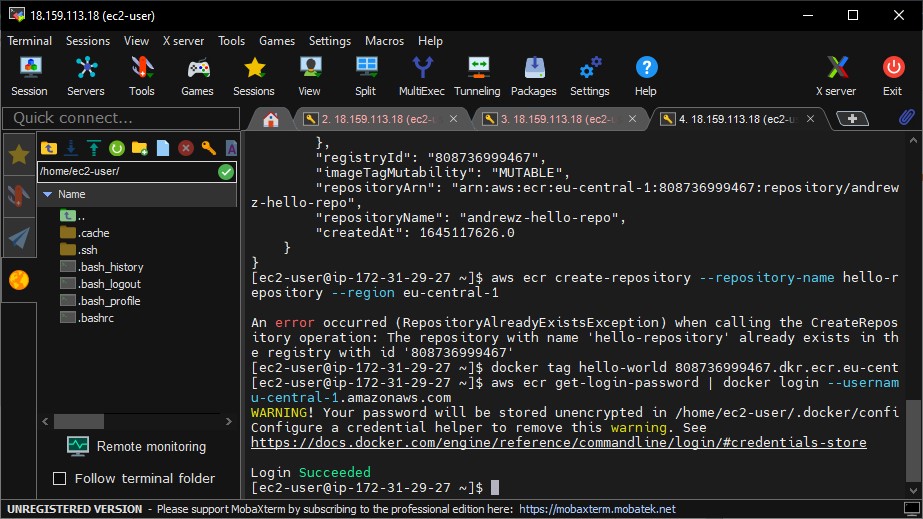 18.159.113.18 (ec2-user)
Terminal Sessions View X server Tools Games Settings Macros Help
Session Servers Tools Games Sessions View Split MultiExec Tunneling Packages Settings Help X server Exit
Quick connect...
2. 18.159.113.18 (ec2-u
3. 18.159.113.18 (ec2-u
4. 18.159.113.18 (ec2-us
/home/ec2-user/
Name
..
.cache
.ssh
.bash_history
.bash_logout
.bash_profile
.bashrc
Remote monitoring
Follow terminal folder
},
"registryId": "808736999467",
"imageTagMutability": "MUTABLE",
"repositoryArn": "arn:aws:ecr:eu-central-1:808736999467:repository/andrew
z-hello-repo",
"repositoryName": "andrewz-hello-repo",
"createdAt": 1645117626.0
}
}
[ec2-user@ip-172-31-29-27 ~]$ aws ecr create-repository --repository-name hello-r
epository --region eu-central-1
An error occurred (RepositoryAlreadyExistsException) when calling the CreateRepos
itory operation: The repository with name 'hello-repository' already exists in th
e registry with id '808736999467'
[ec2-user@ip-172-31-29-27 ~]$ docker tag hello-world 808736999467.dkr.ecr.eu-cent
[ec2-user@ip-172-31-29-27 ~]$ aws ecr get-login-password | docker login --usernam
u-central-1.amazonaws.com
WARNING! Your password will be stored unencrypted in /home/ec2-user/.docker/confi
Configure a credential helper to remove this warning. See
https://docs.docker.com/engine/reference/commandline/login/#credentials-store
Login Succeeded
[ec2-user@ip-172-31-29-27 ~]$
UNREGISTERED VERSION - Please support MobaXterm by subscribing to the professional edition here: https://mobaxterm.mobatek.net